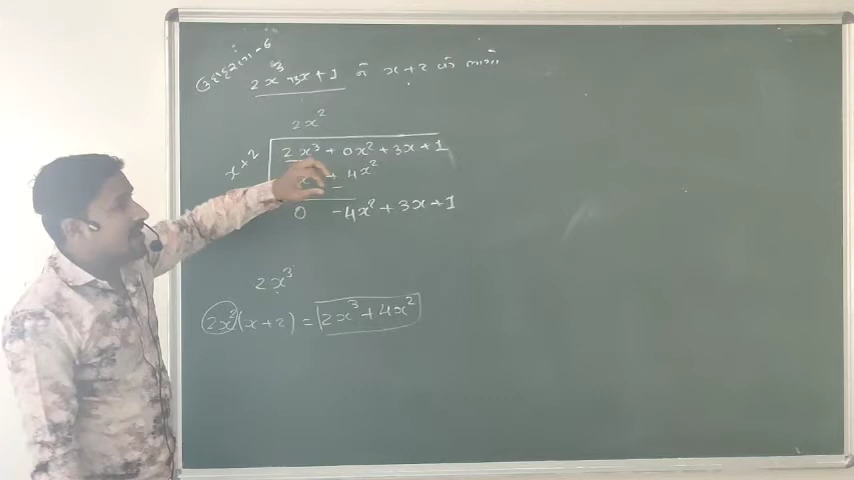 ઉદાહરણ-6
2x³ + 3x + 1 ને x + 2 વડે ભાગો
2x²
x + 2 2x³ + 0x² + 3x + 1
+ 4x²
−
0 -4x² + 3x + 1
2x³
2x²(x + 2) = 2x³ + 4x²